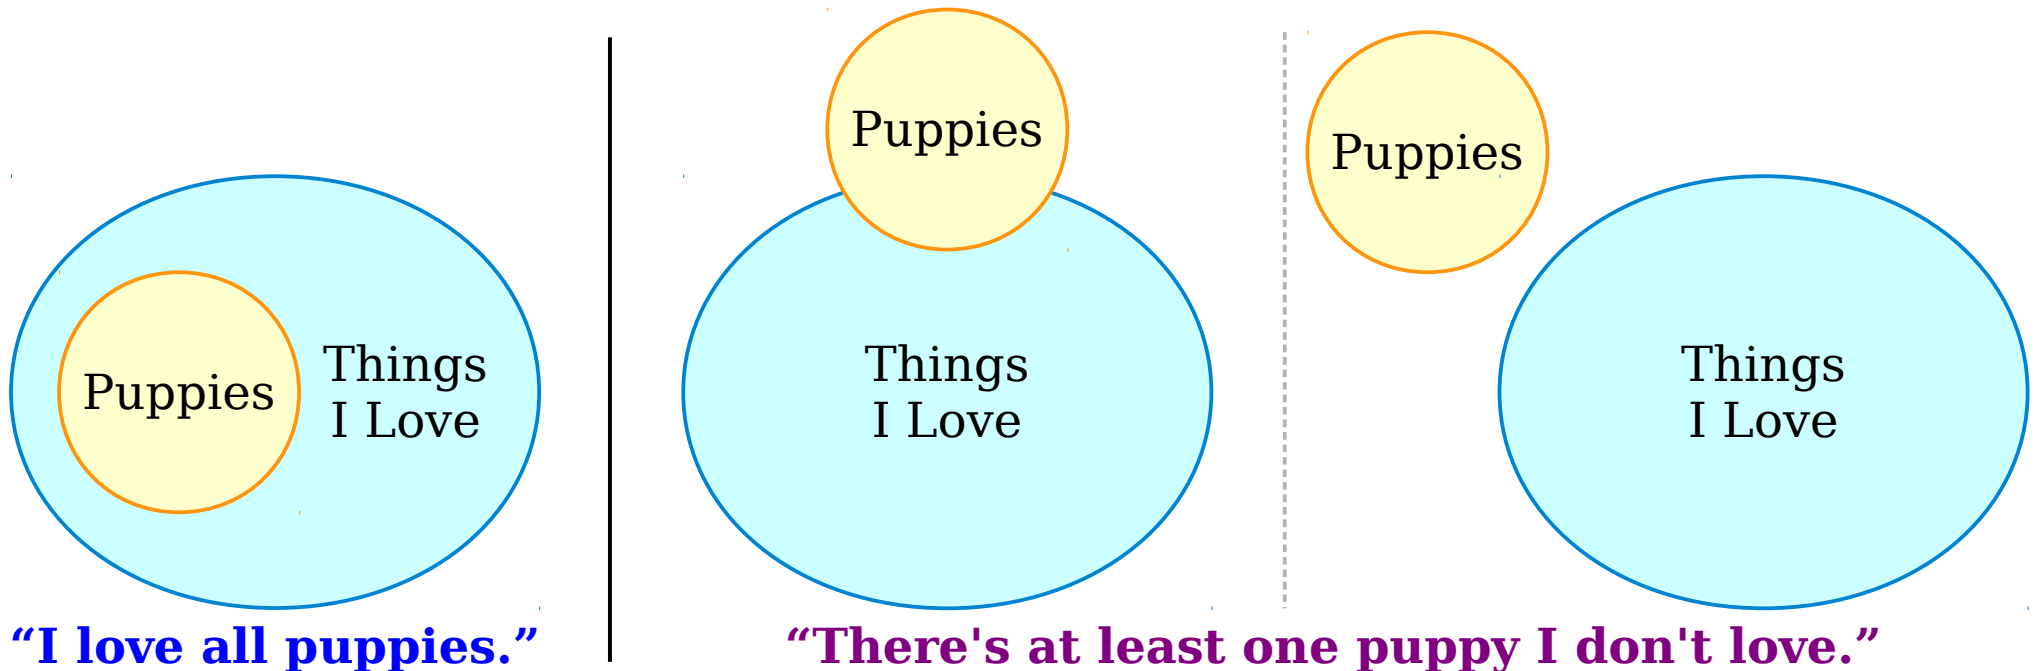 Puppies
Things
I Love
“I love all puppies.”
Puppies
Things
I Love
Puppies
Things
I Love
“There's at least one puppy I don't love.”